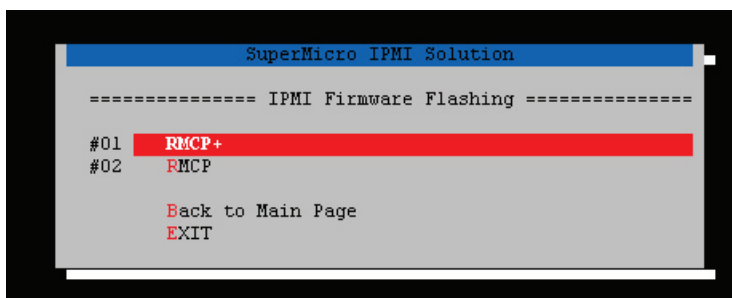 SuperMicro IPMI Solution
=============== IPMI Firmware Flashing ===============
#01 RMCP+
#02 RMCP
Back to Main Page
EXIT